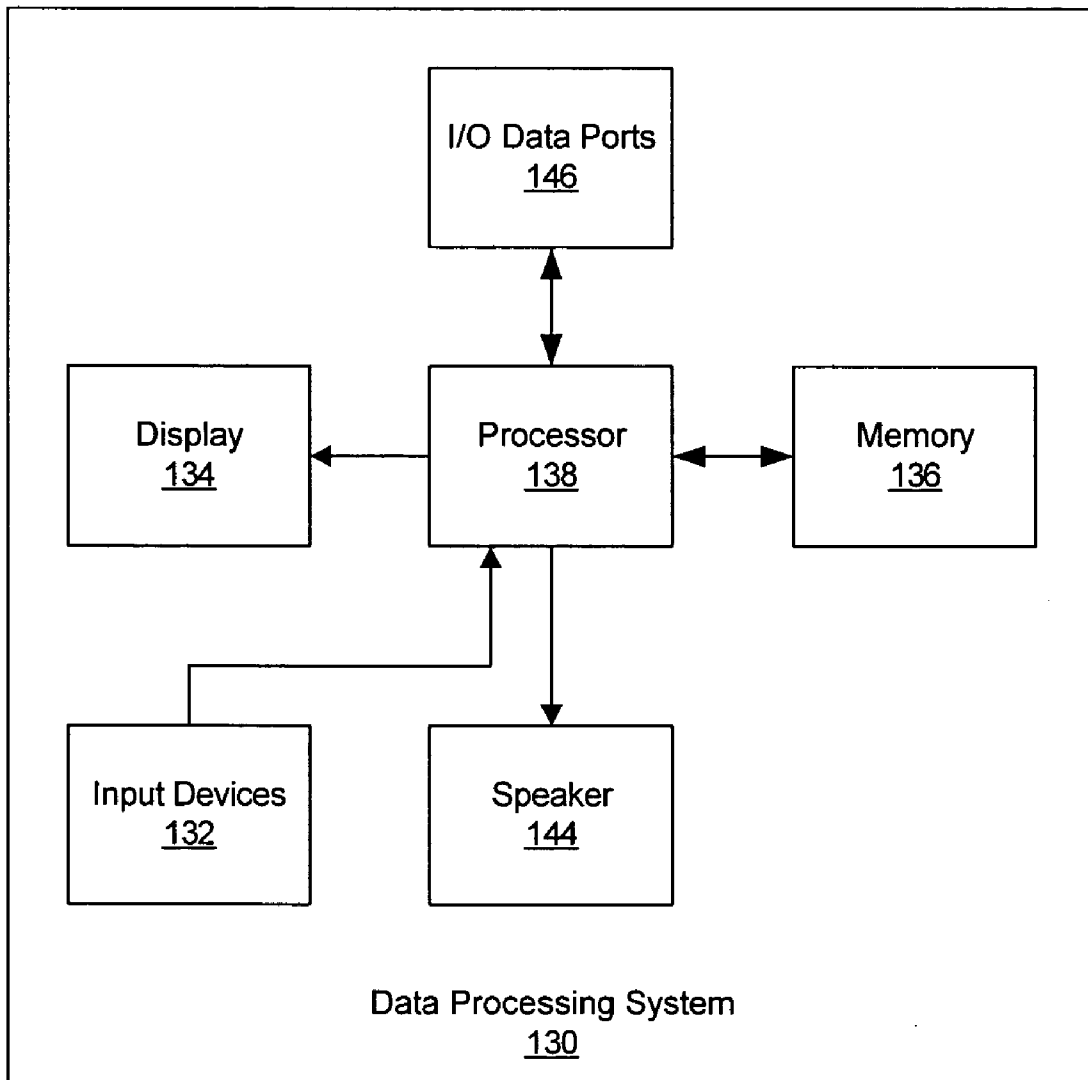 I/O Data Ports
146
Display
134
Processor
138
Memory
136
Input Devices
132
Speaker
144
Data Processing System
130